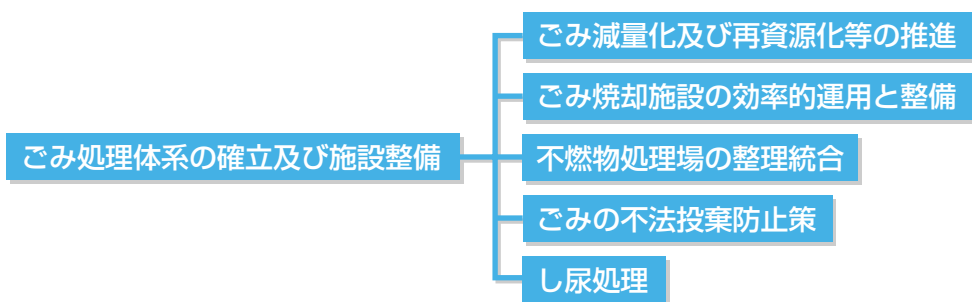 ごみ処理体系の確立及び施設整備
ごみ減量化及び再資源化等の推進
ごみ焼却施設の効率的運用と整備
不燃物処理場の整理統合
ごみの不法投棄防止策
し尿処理